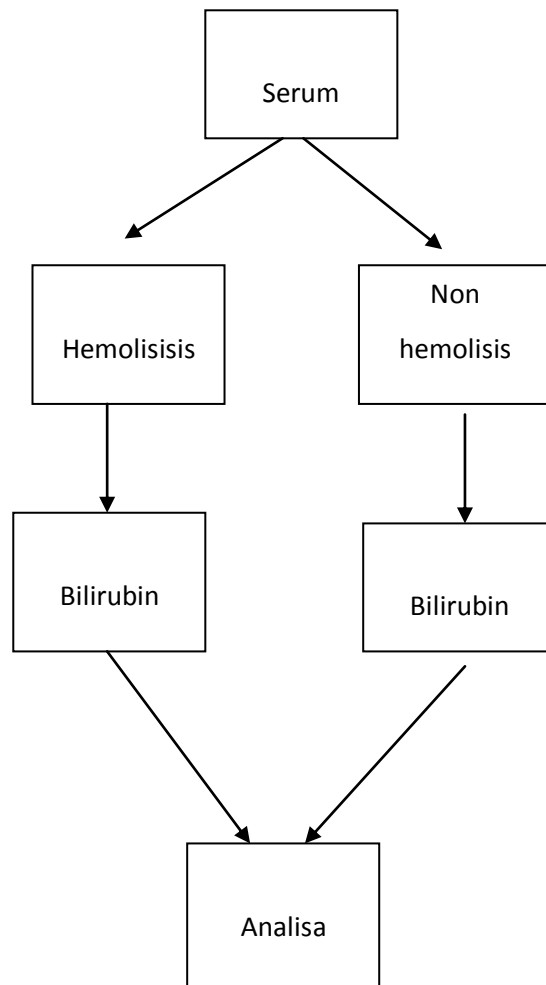 Serum
Hemolisisis
Non
hemolisis
Bilirubin
Bilirubin
Analisa